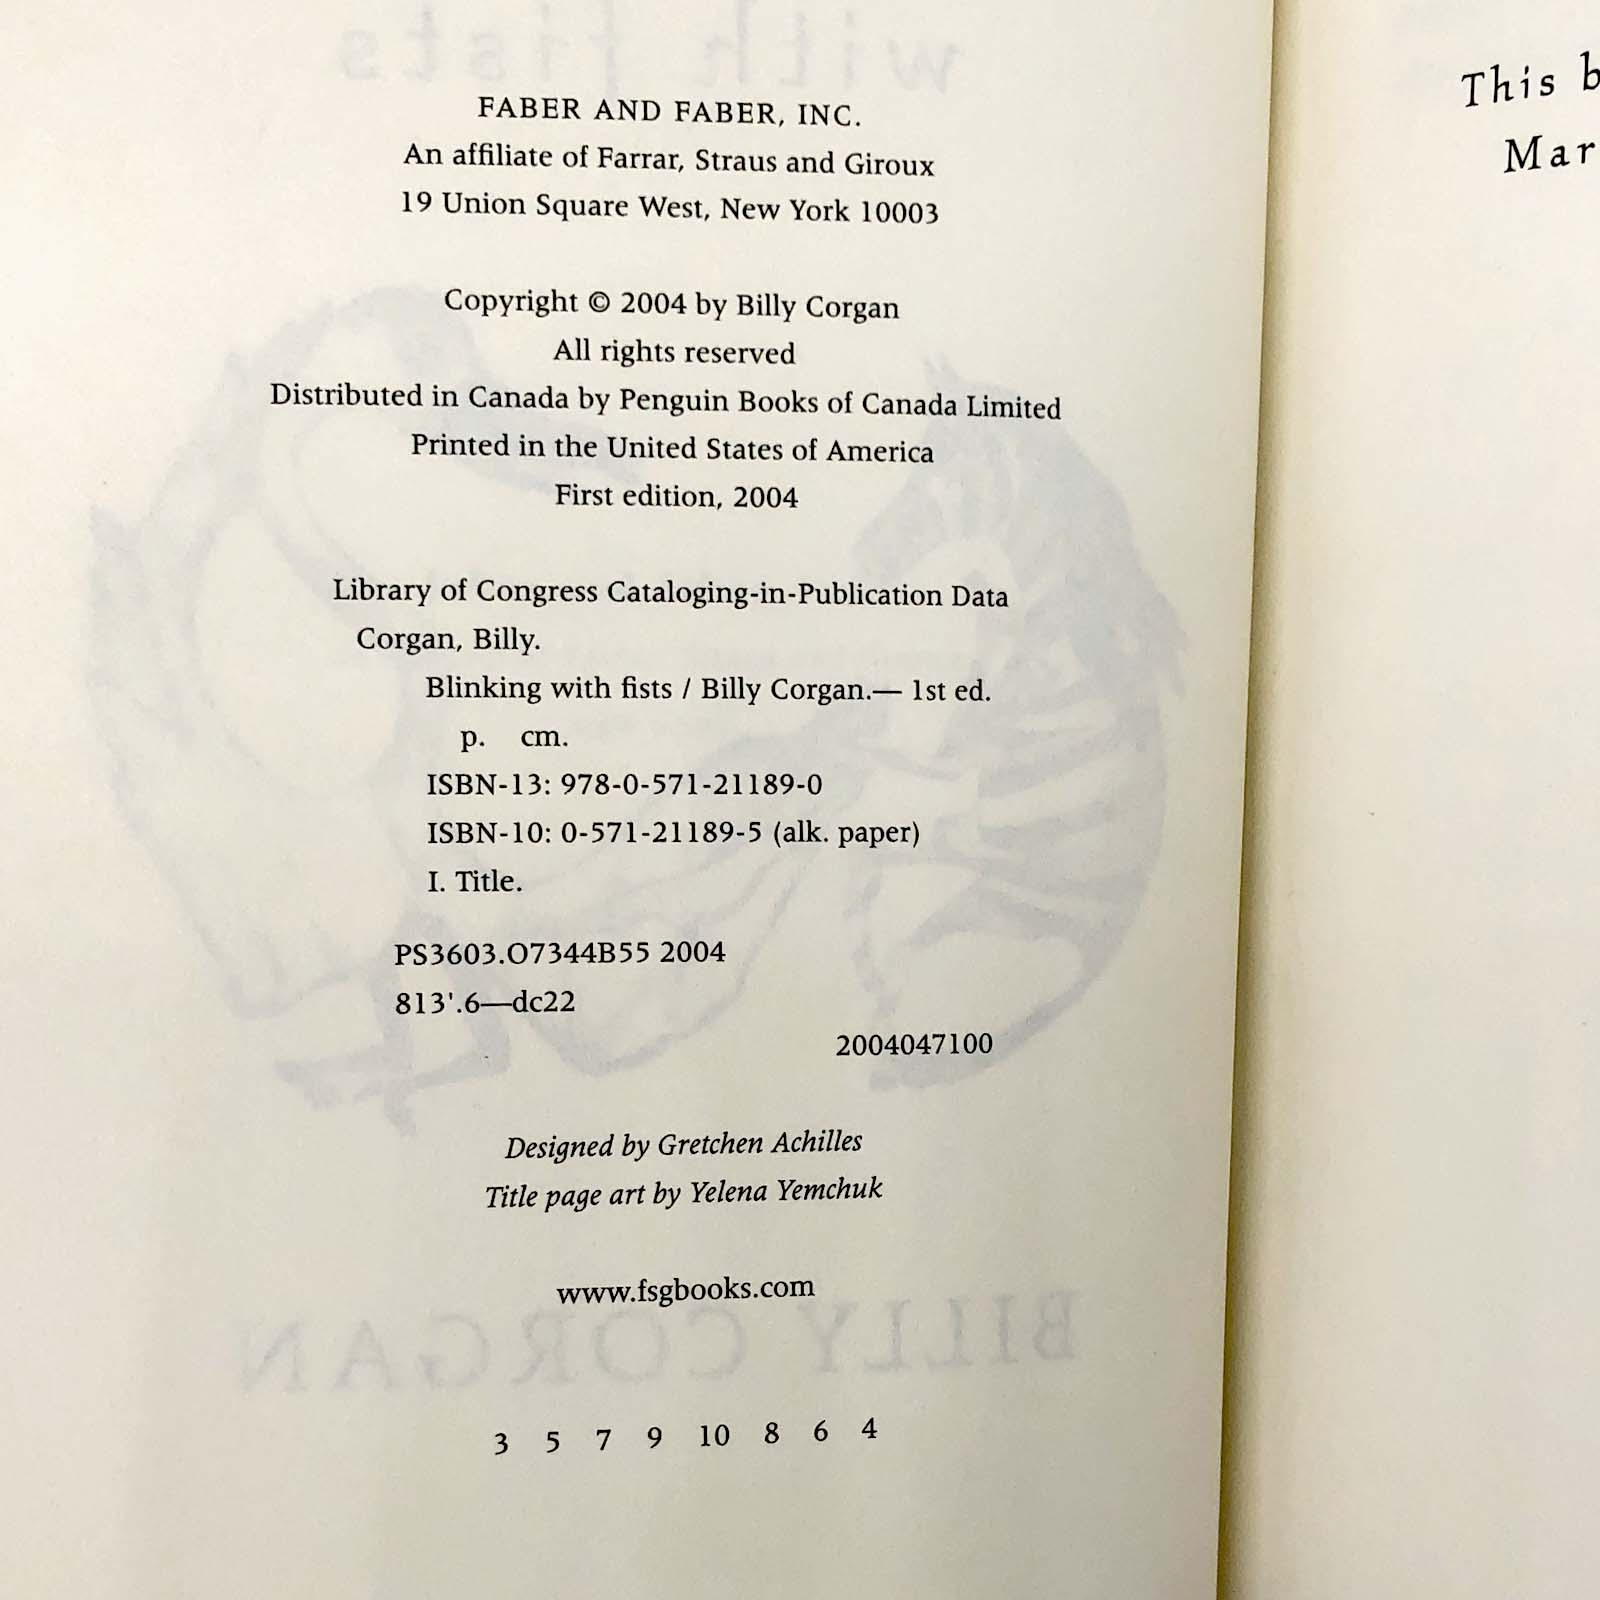 with fists
FABER AND FABER, INC.
An affiliate of Farrar, Straus and Giroux
19 Union Square West, New York 10003
Copyright © 2004 by Billy Corgan
All rights reserved
Distributed in Canada by Penguin Books of Canada Limited
Printed in the United States of America
First edition, 2004
Library of Congress Cataloging-in-Publication Data
Corgan, Billy.
Blinking with fists / Billy Corgan.— 1st ed.
p. cm.
ISBN-13: 978-0-571-21189-0
ISBN-10: 0-571-21189-5 (alk. paper)
I. Title.
PS3603.O7344B55 2004
813'.6—dc22
2004047100
Designed by Gretchen Achilles
Title page art by Yelena Yemchuk
www.fsgbooks.com
BILLY CORGAN
3 5 7 9 10 8 6 4
This b
Mar